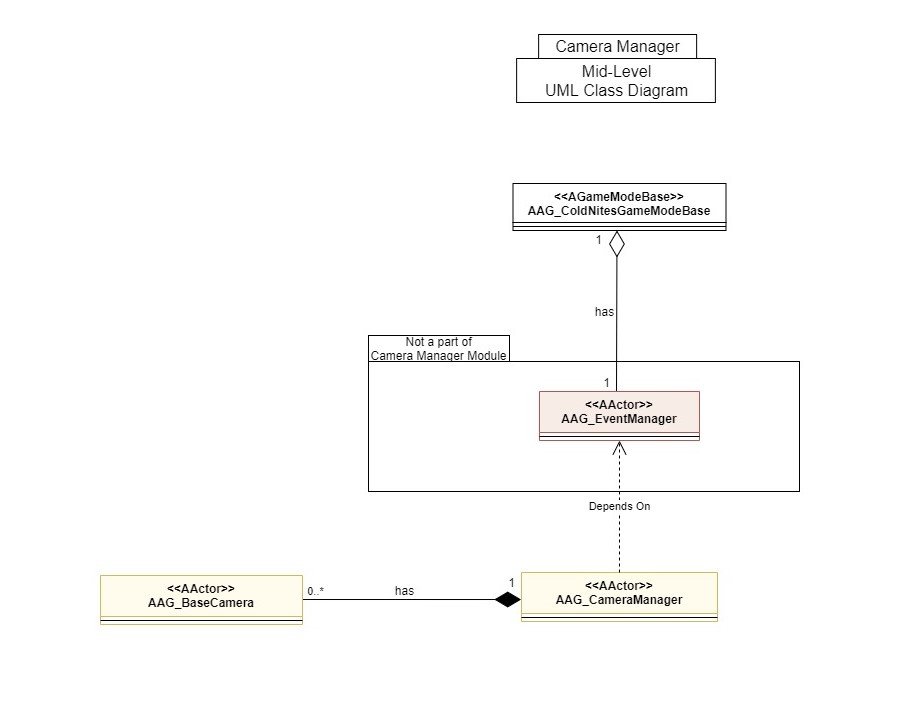 Camera Manager
Mid-Level
UML Class Diagram
<<AGameModeBase>>
AAG_ColdNitesGameModeBase
1
has
Not a part of
Camera Manager Module
1
<<AActor>>
AAG_EventManager
Depends On
<<AActor>>
AAG_BaseCamera
0..*
has
1
<<AActor>>
AAG_CameraManager